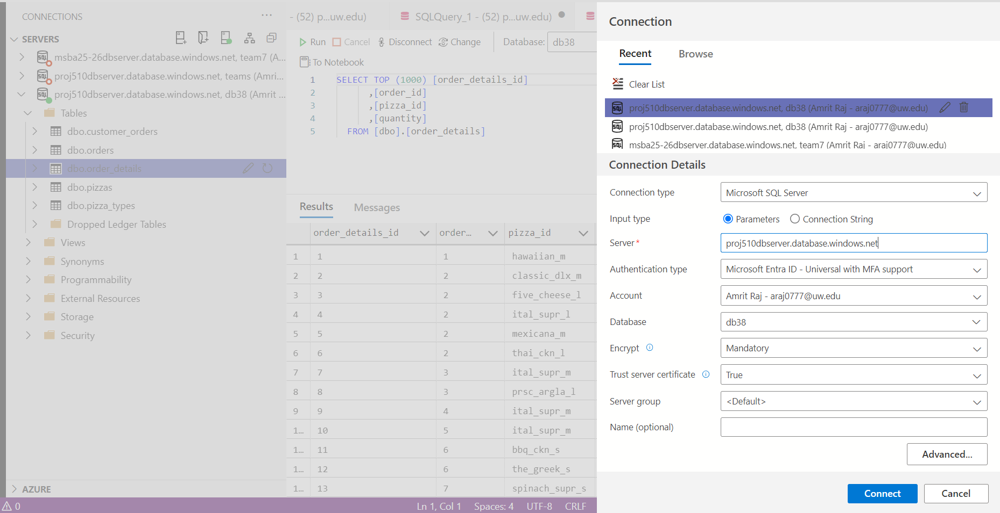 CONNECTIONS
SERVERS
msba25-26dbserver.database.windows.net, team7 (A...
proj510dbserver.database.windows.net, teams (Amri...
proj510dbserver.database.windows.net, db38 (Amrit ...
Tables
dbo.customer_orders
dbo.orders
dbo.order_details
dbo.pizzas
dbo.pizza_types
Dropped Ledger Tables
Views
Synonyms
Programmability
External Resources
Storage
Security
AZURE
0
- (52) p...uw.edu)
SQLQuery_1 - (52) p...uw.edu)
Run Cancel Disconnect Change Database: db38
To Notebook
1 SELECT TOP (1000) [order_details_id]
2 ,[order_id]
3 ,[pizza_id]
4 ,[quantity]
5 FROM [dbo].[order_details]
Results Messages
order_details_id order... pizza_id
1 1 1 hawaiian_m
2 2 2 classic_dlx_m
3 3 2 five_cheese_l
4 4 2 ital_supr_l
5 5 2 mexicana_m
6 6 2 thai_ckn_l
7 7 3 ital_supr_m
8 8 3 prsc_argla_l
9 9 4 ital_supr_m
1... 10 5 ital_supr_m
1... 11 6 bbq_ckn_s
1... 12 6 the_greek_s
1... 13 7 spinach_supr_s
Ln 1, Col 1 Spaces: 4 UTF-8 CRLF
Connection
Recent Browse
Clear List
proj510dbserver.database.windows.net, db38 (Amrit Raj - araj0777@uw.edu)
proj510dbserver.database.windows.net, db38 (Amrit Raj - araj0777@uw.edu)
msba25-26dbserver.database.windows.net, team7 (Amrit Raj - araj0777@uw.edu)
Connection Details
Connection type Microsoft SQL Server
Input type Parameters Connection String
Server* proj510dbserver.database.windows.net
Authentication type Microsoft Entra ID - Universal with MFA support
Account Amrit Raj - araj0777@uw.edu
Database db38
Encrypt Mandatory
Trust server certificate True
Server group <Default>
Name (optional)
Advanced...
Connect Cancel